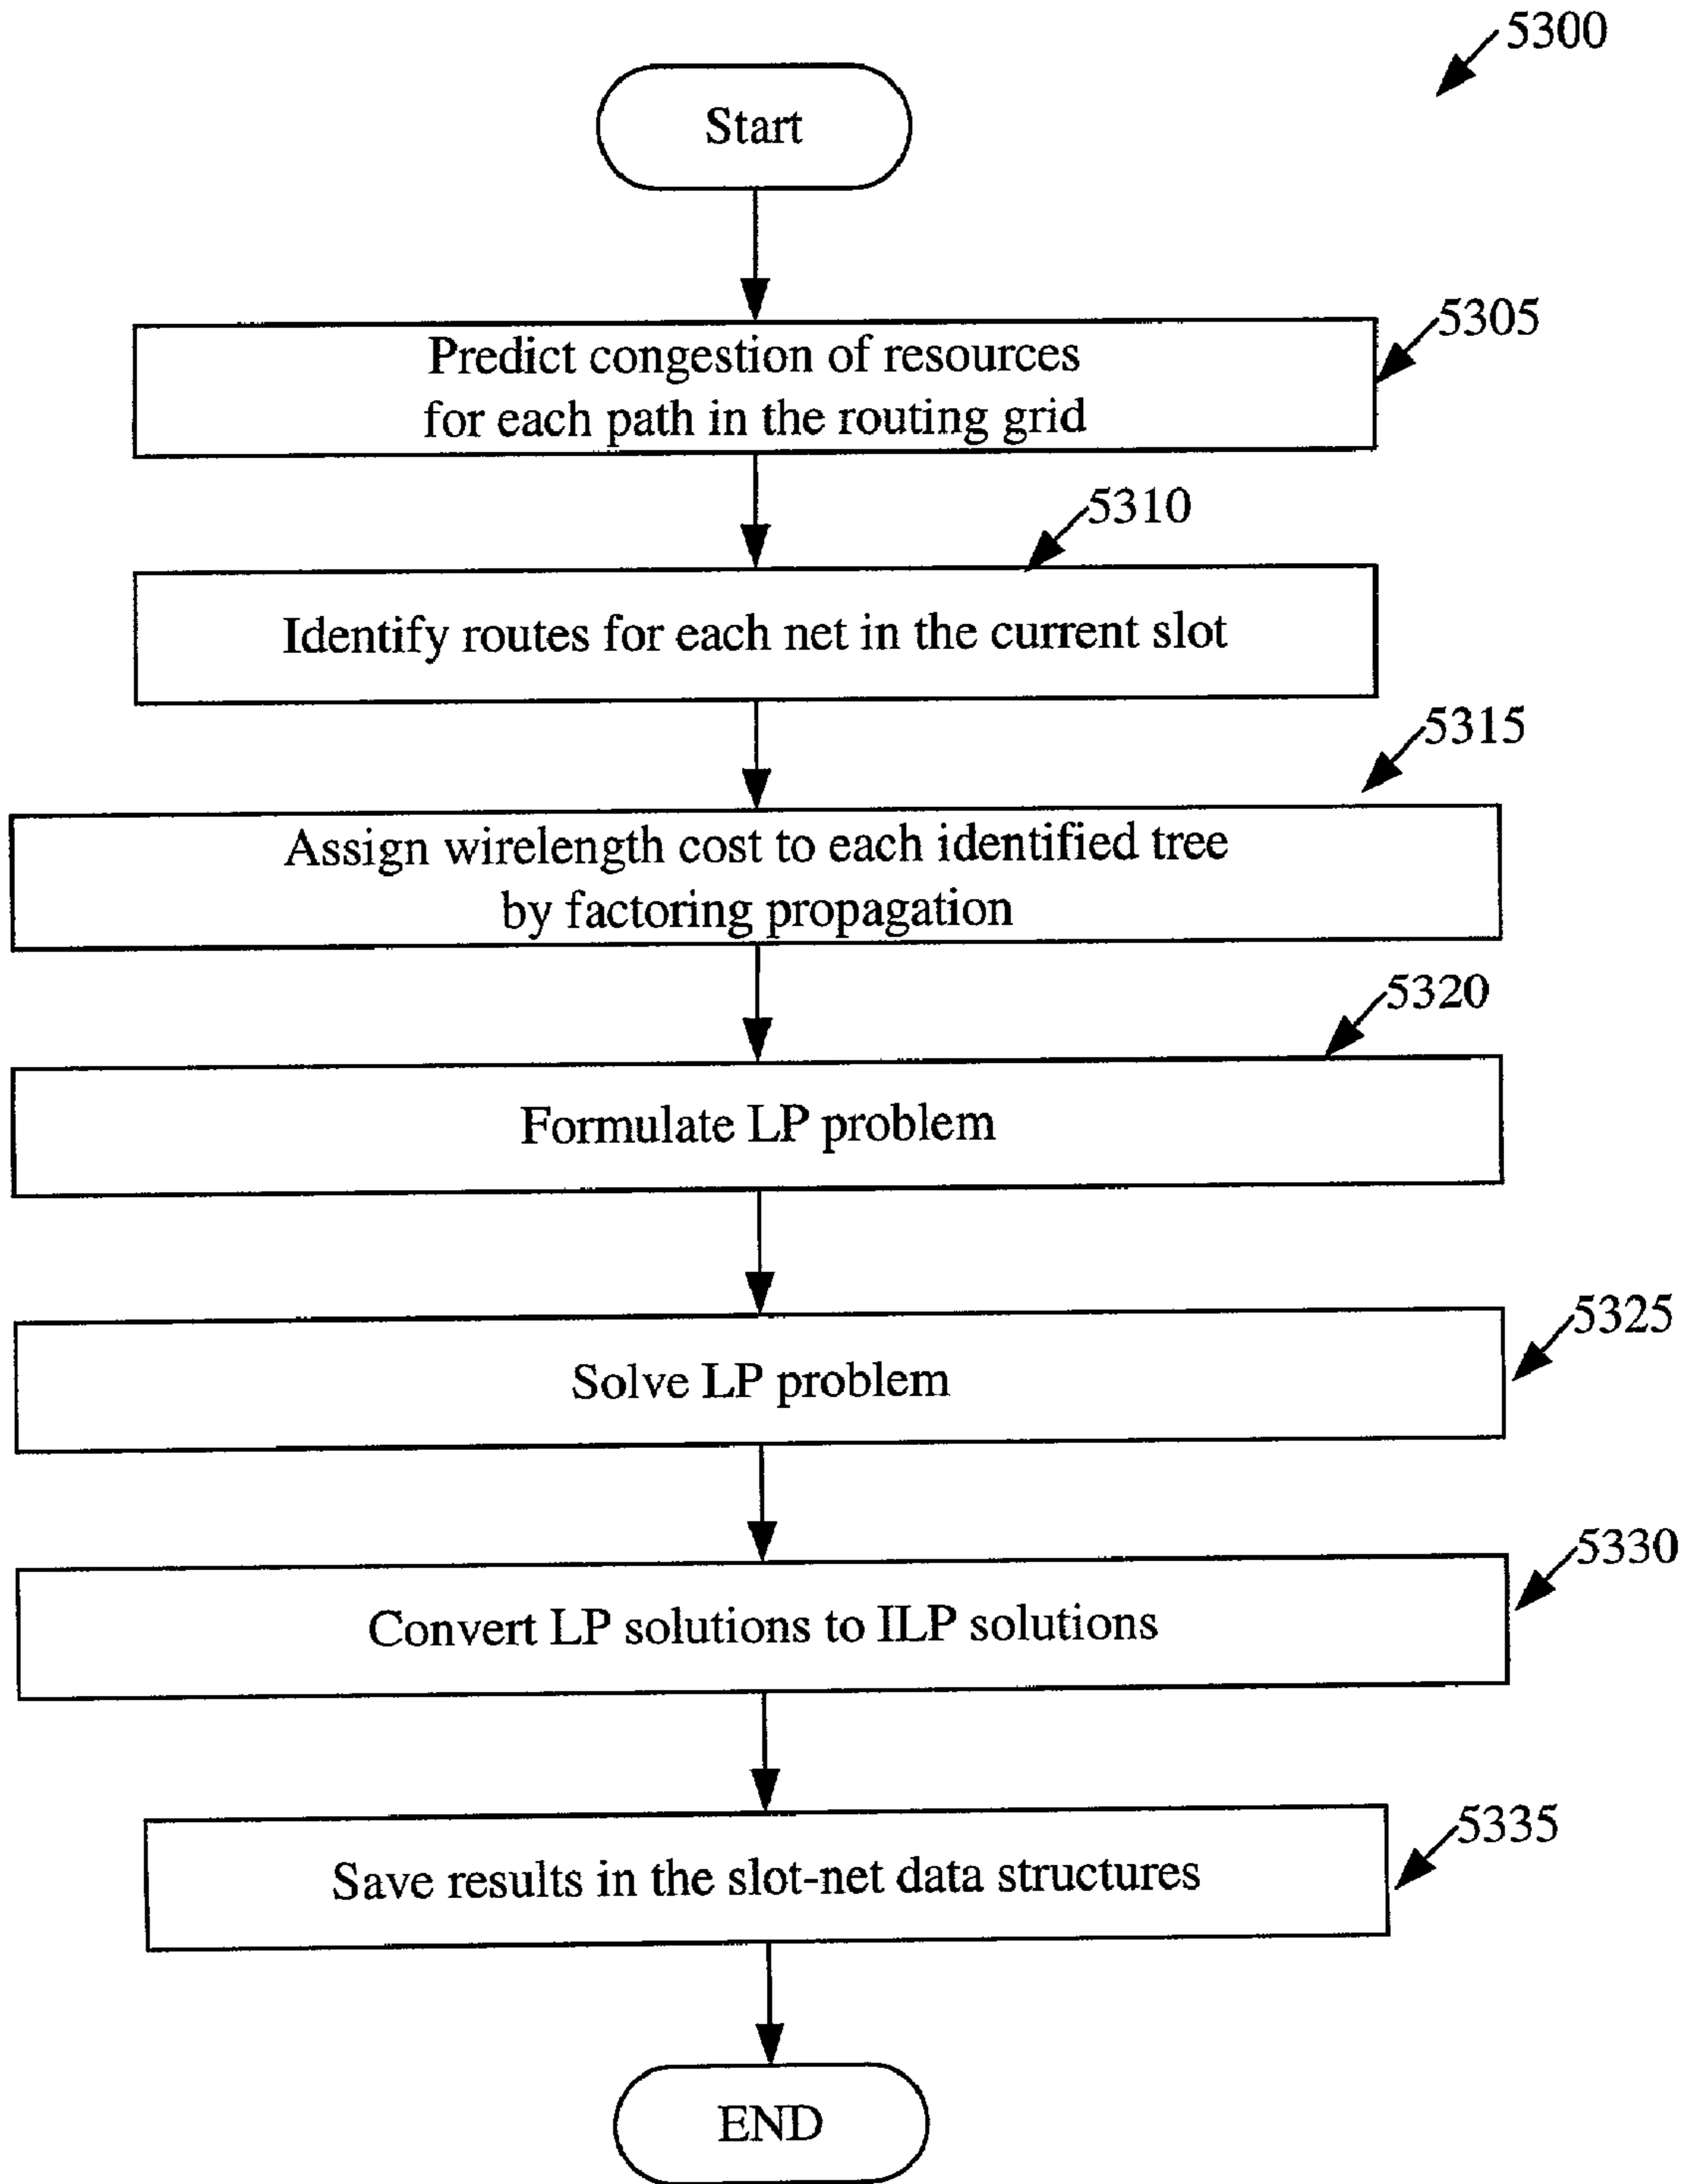 5300
Start
5305
Predict congestion of resources
for each path in the routing grid
5310
Identify routes for each net in the current slot
5315
Assign wirelength cost to each identified tree
by factoring propagation
5320
Formulate LP problem
5325
Solve LP problem
5330
Convert LP solutions to ILP solutions
5335
Save results in the slot-net data structures
END